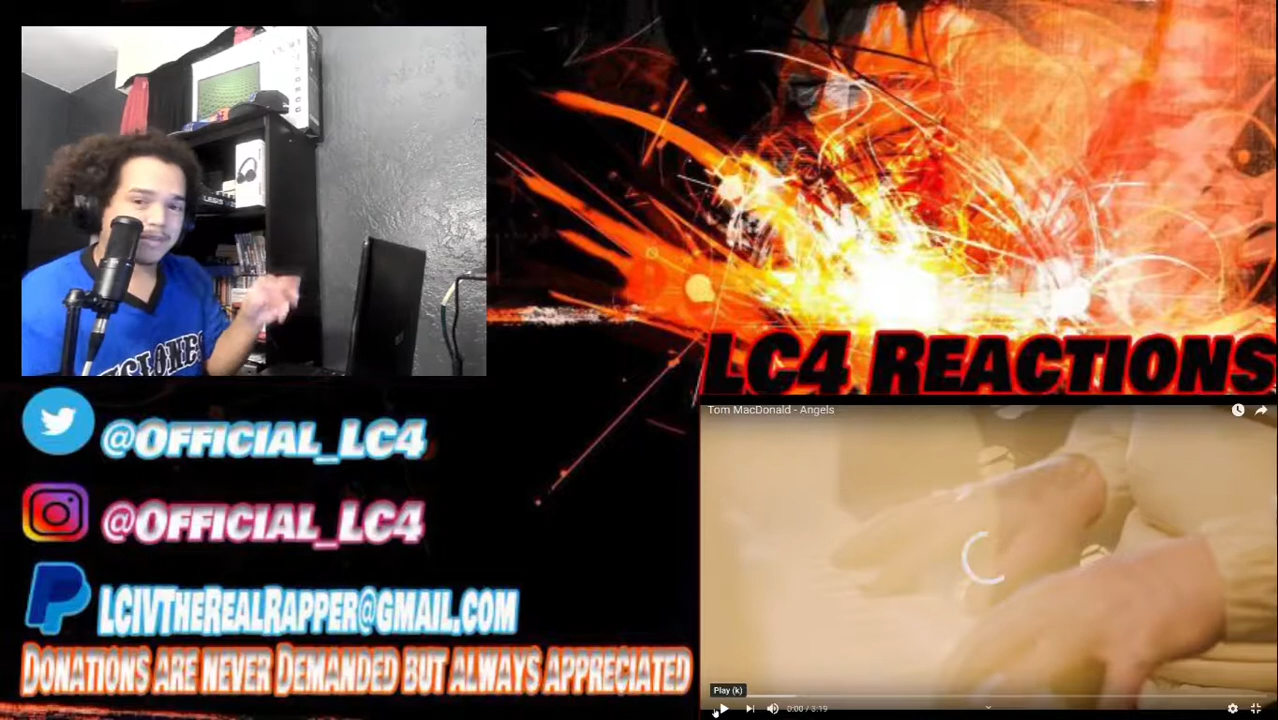 CYCLONES
LC4 REACTIONS
@OFFICIAL_LC4
@OFFICIAL_LC4
LCIVTHEREALRAPPER@GMAIL.COM
DONATIONS ARE NEVER DEMANDED BUT ALWAYS APPRECIATED
Tom MacDonald - Angels
Play (k)
0:00 / 3:19